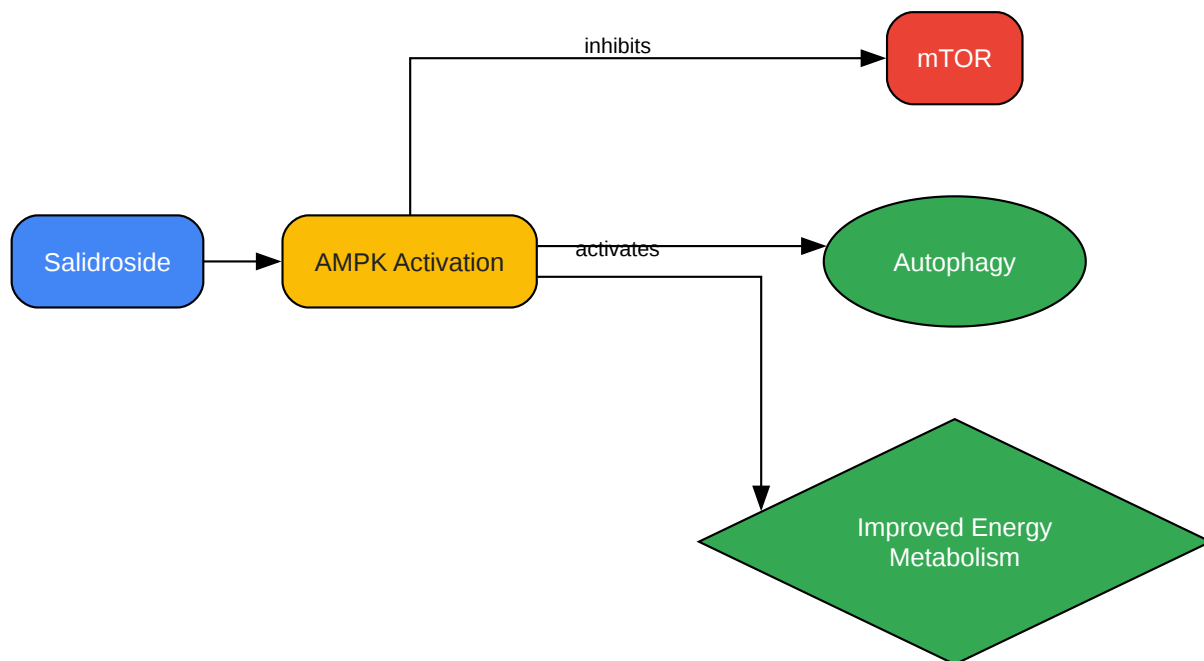 inhibits
mTOR
Salidroside
AMPK Activation
activates
Autophagy
Improved Energy
Metabolism